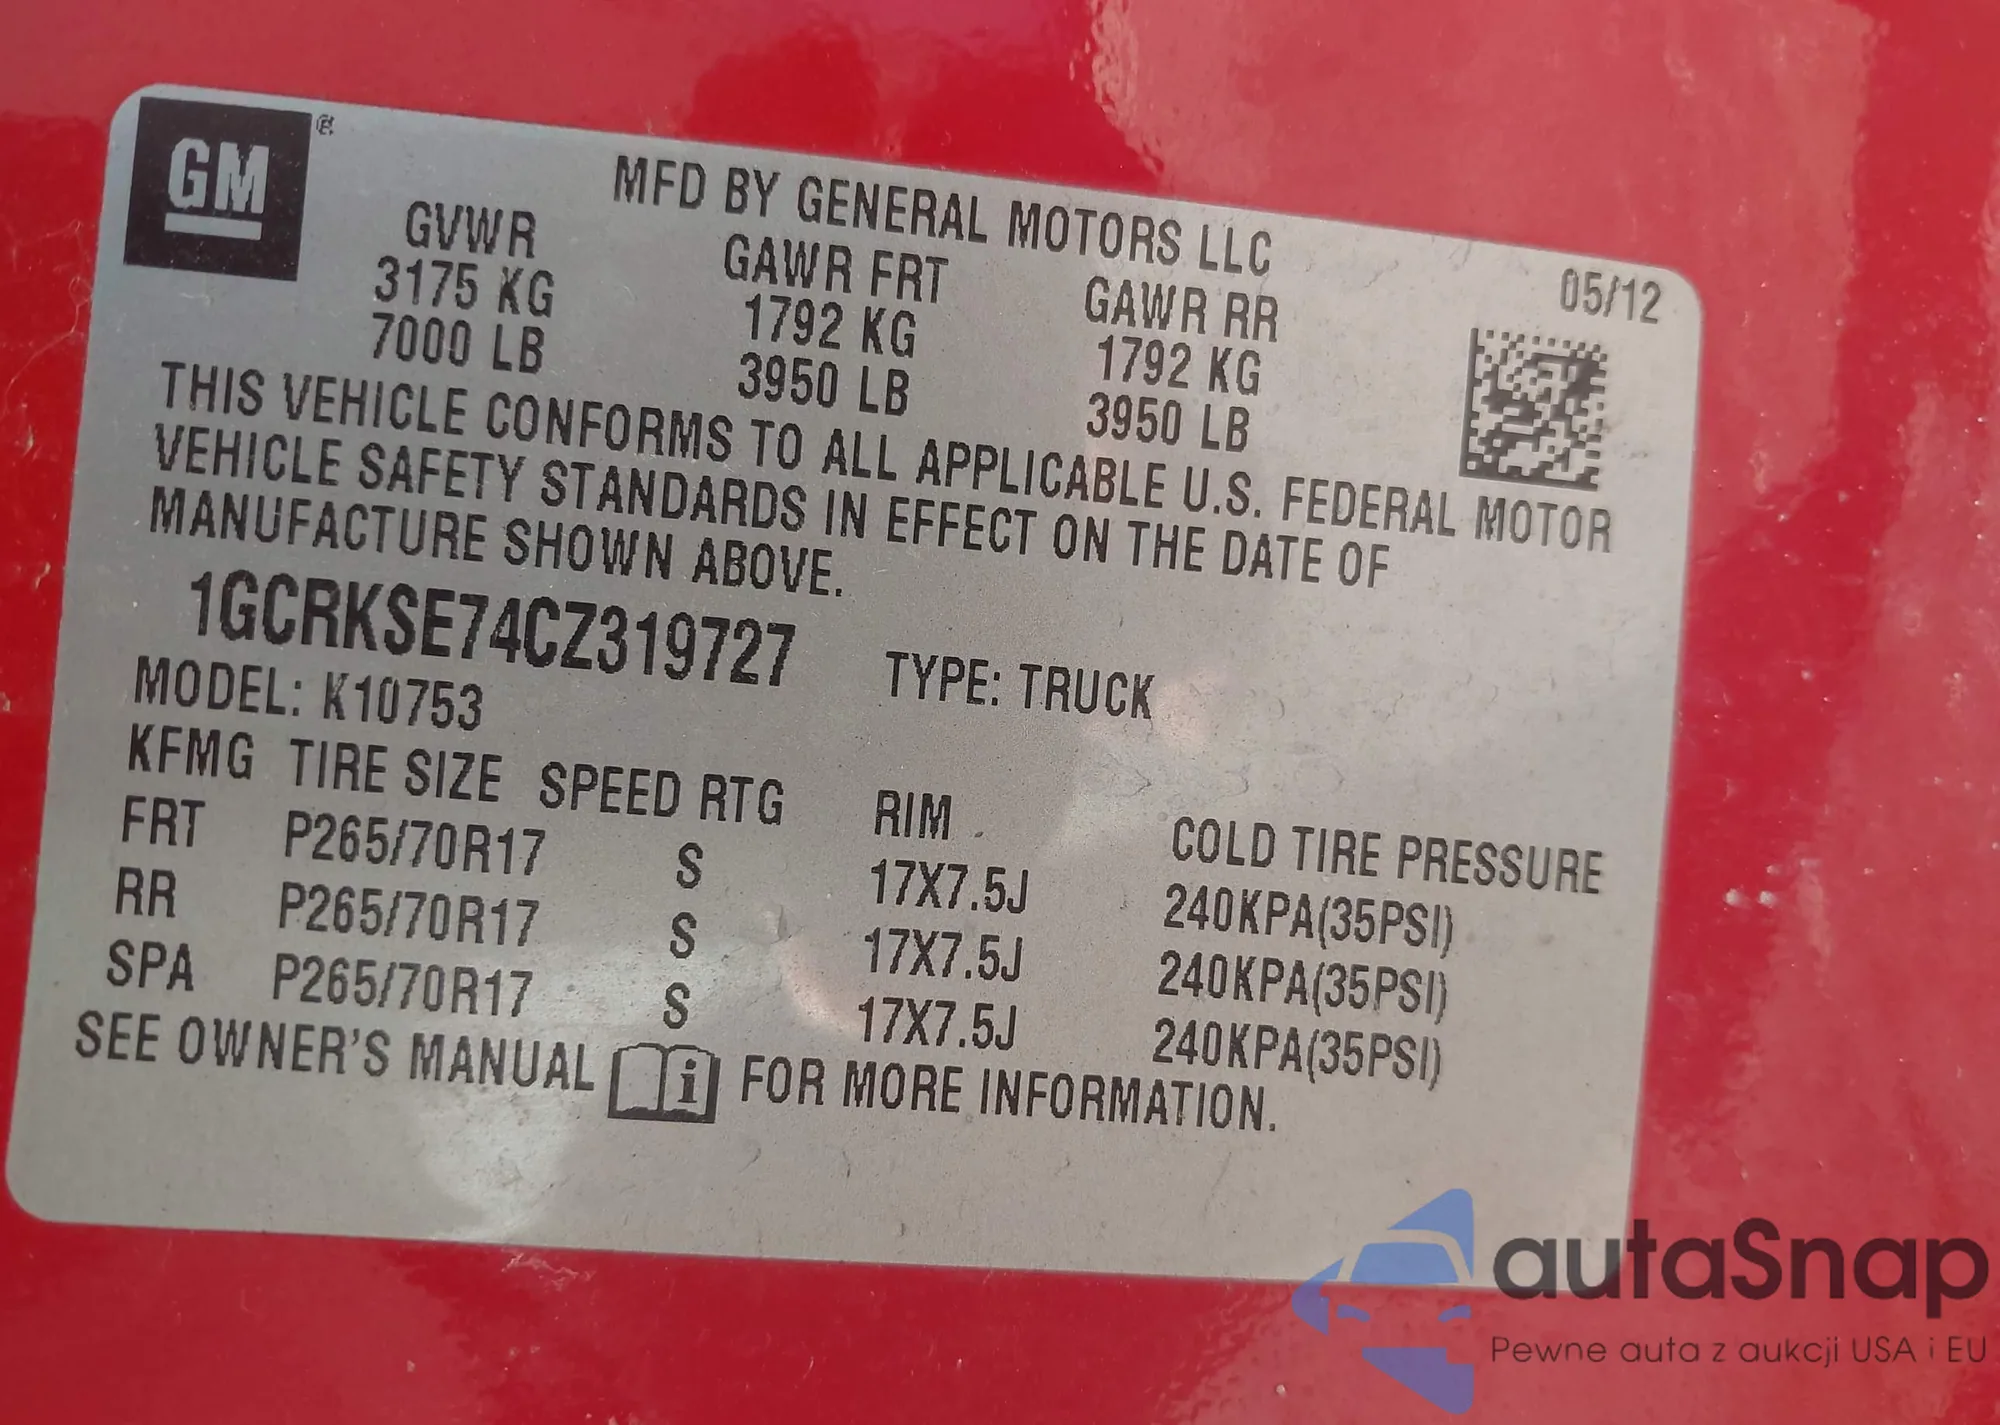 GM ®
MFD BY GENERAL MOTORS LLC
05/12
GVWR GAWR FRT GAWR RR
3175 KG 1792 KG 1792 KG
7000 LB 3950 LB 3950 LB
THIS VEHICLE CONFORMS TO ALL APPLICABLE U.S. FEDERAL MOTOR
VEHICLE SAFETY STANDARDS IN EFFECT ON THE DATE OF
MANUFACTURE SHOWN ABOVE.
1GCRKSE74CZ319727 TYPE: TRUCK
MODEL: K10753
KFMG TIRE SIZE SPEED RTG RIM COLD TIRE PRESSURE
FRT P265/70R17 S 17X7.5J 240KPA(35PSI)
RR P265/70R17 S 17X7.5J 240KPA(35PSI)
SPA P265/70R17 S 17X7.5J 240KPA(35PSI)
SEE OWNER'S MANUAL i FOR MORE INFORMATION.
autaSnap
Pewne auta z aukcji USA i EU